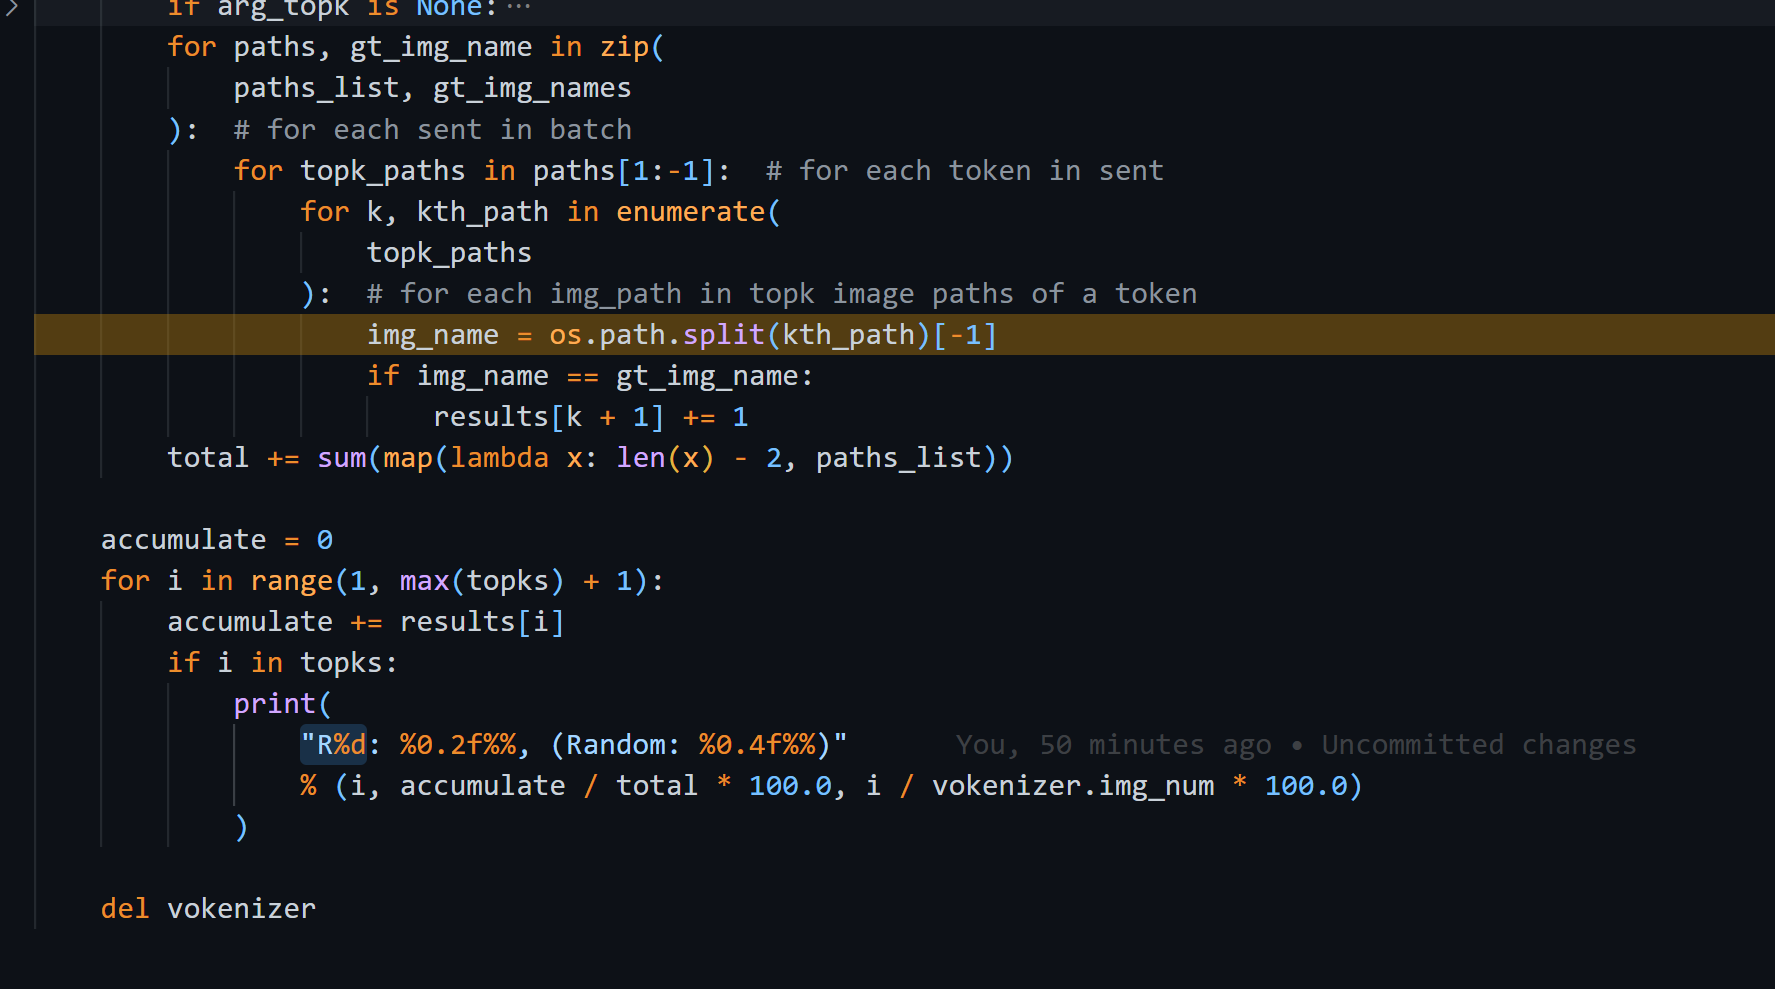 if arg_topk is None:···
for paths, gt_img_name in zip(
paths_list, gt_img_names
):  # for each sent in batch
for topk_paths in paths[1:-1]:  # for each token in sent
for k, kth_path in enumerate(
topk_paths
):  # for each img_path in topk image paths of a token
img_name = os.path.split(kth_path)[-1]
if img_name == gt_img_name:
results[k + 1] += 1
total += sum(map(lambda x: len(x) - 2, paths_list))
accumulate = 0
for i in range(1, max(topks) + 1):
accumulate += results[i]
if i in topks:
print(
"R%d: %0.2f%%, (Random: %0.4f%%)" You, 50 minutes ago • Uncommitted changes
% (i, accumulate / total * 100.0, i / vokenizer.img_num * 100.0)
)
del vokenizer